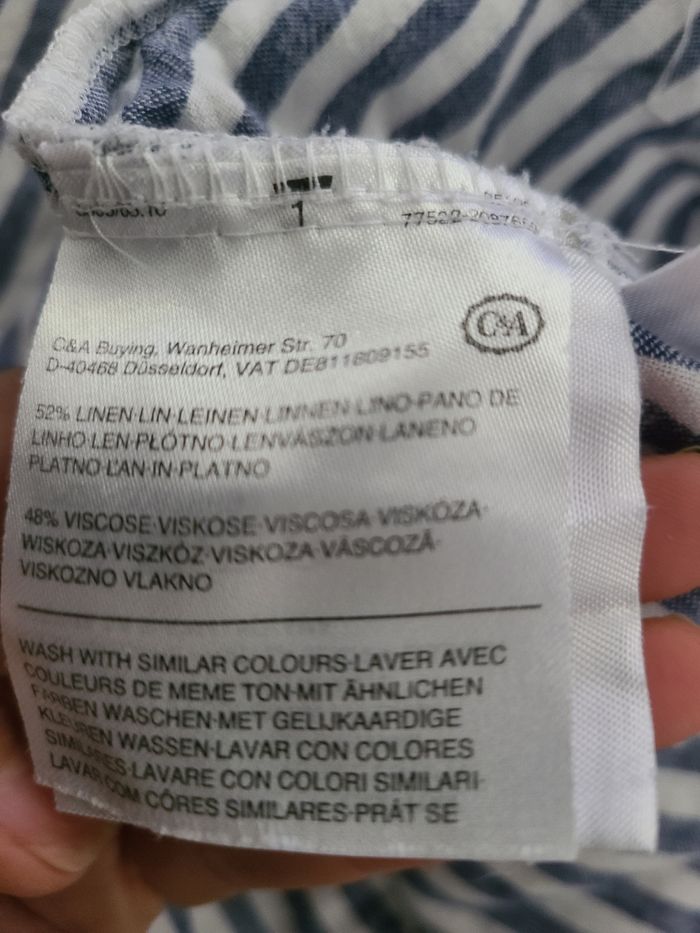 1
C&A
C&A Buying, Wanheimer Str. 70
D-40468 Düsseldorf, VAT DE811809155
52% LINEN·LIN·LEINEN·LINNEN·LINO·PANO DE
LINHO·LEN·PŁÓTNO·LENVÁSZON·LANENO
PLATNO·ĽAN·IN·PLATNO
48% VISCOSE·VISKOSE·VISCOSA·VISKÓZA·
WISKOZA·VISZKÓZ·VISKOZA·VÂSCOZĂ·
VISKOZNO VLAKNO
WASH WITH SIMILAR COLOURS·LAVER AVEC
COULEURS DE MEME TON·MIT ÄHNLICHEN
FARBEN WASCHEN·MET GELIJKAARDIGE
KLEUREN WASSEN·LAVAR CON COLORES
SIMILARES·LAVARE CON COLORI SIMILARI·
LAVAR COM CÔRES SIMILARES·PRÁT SE